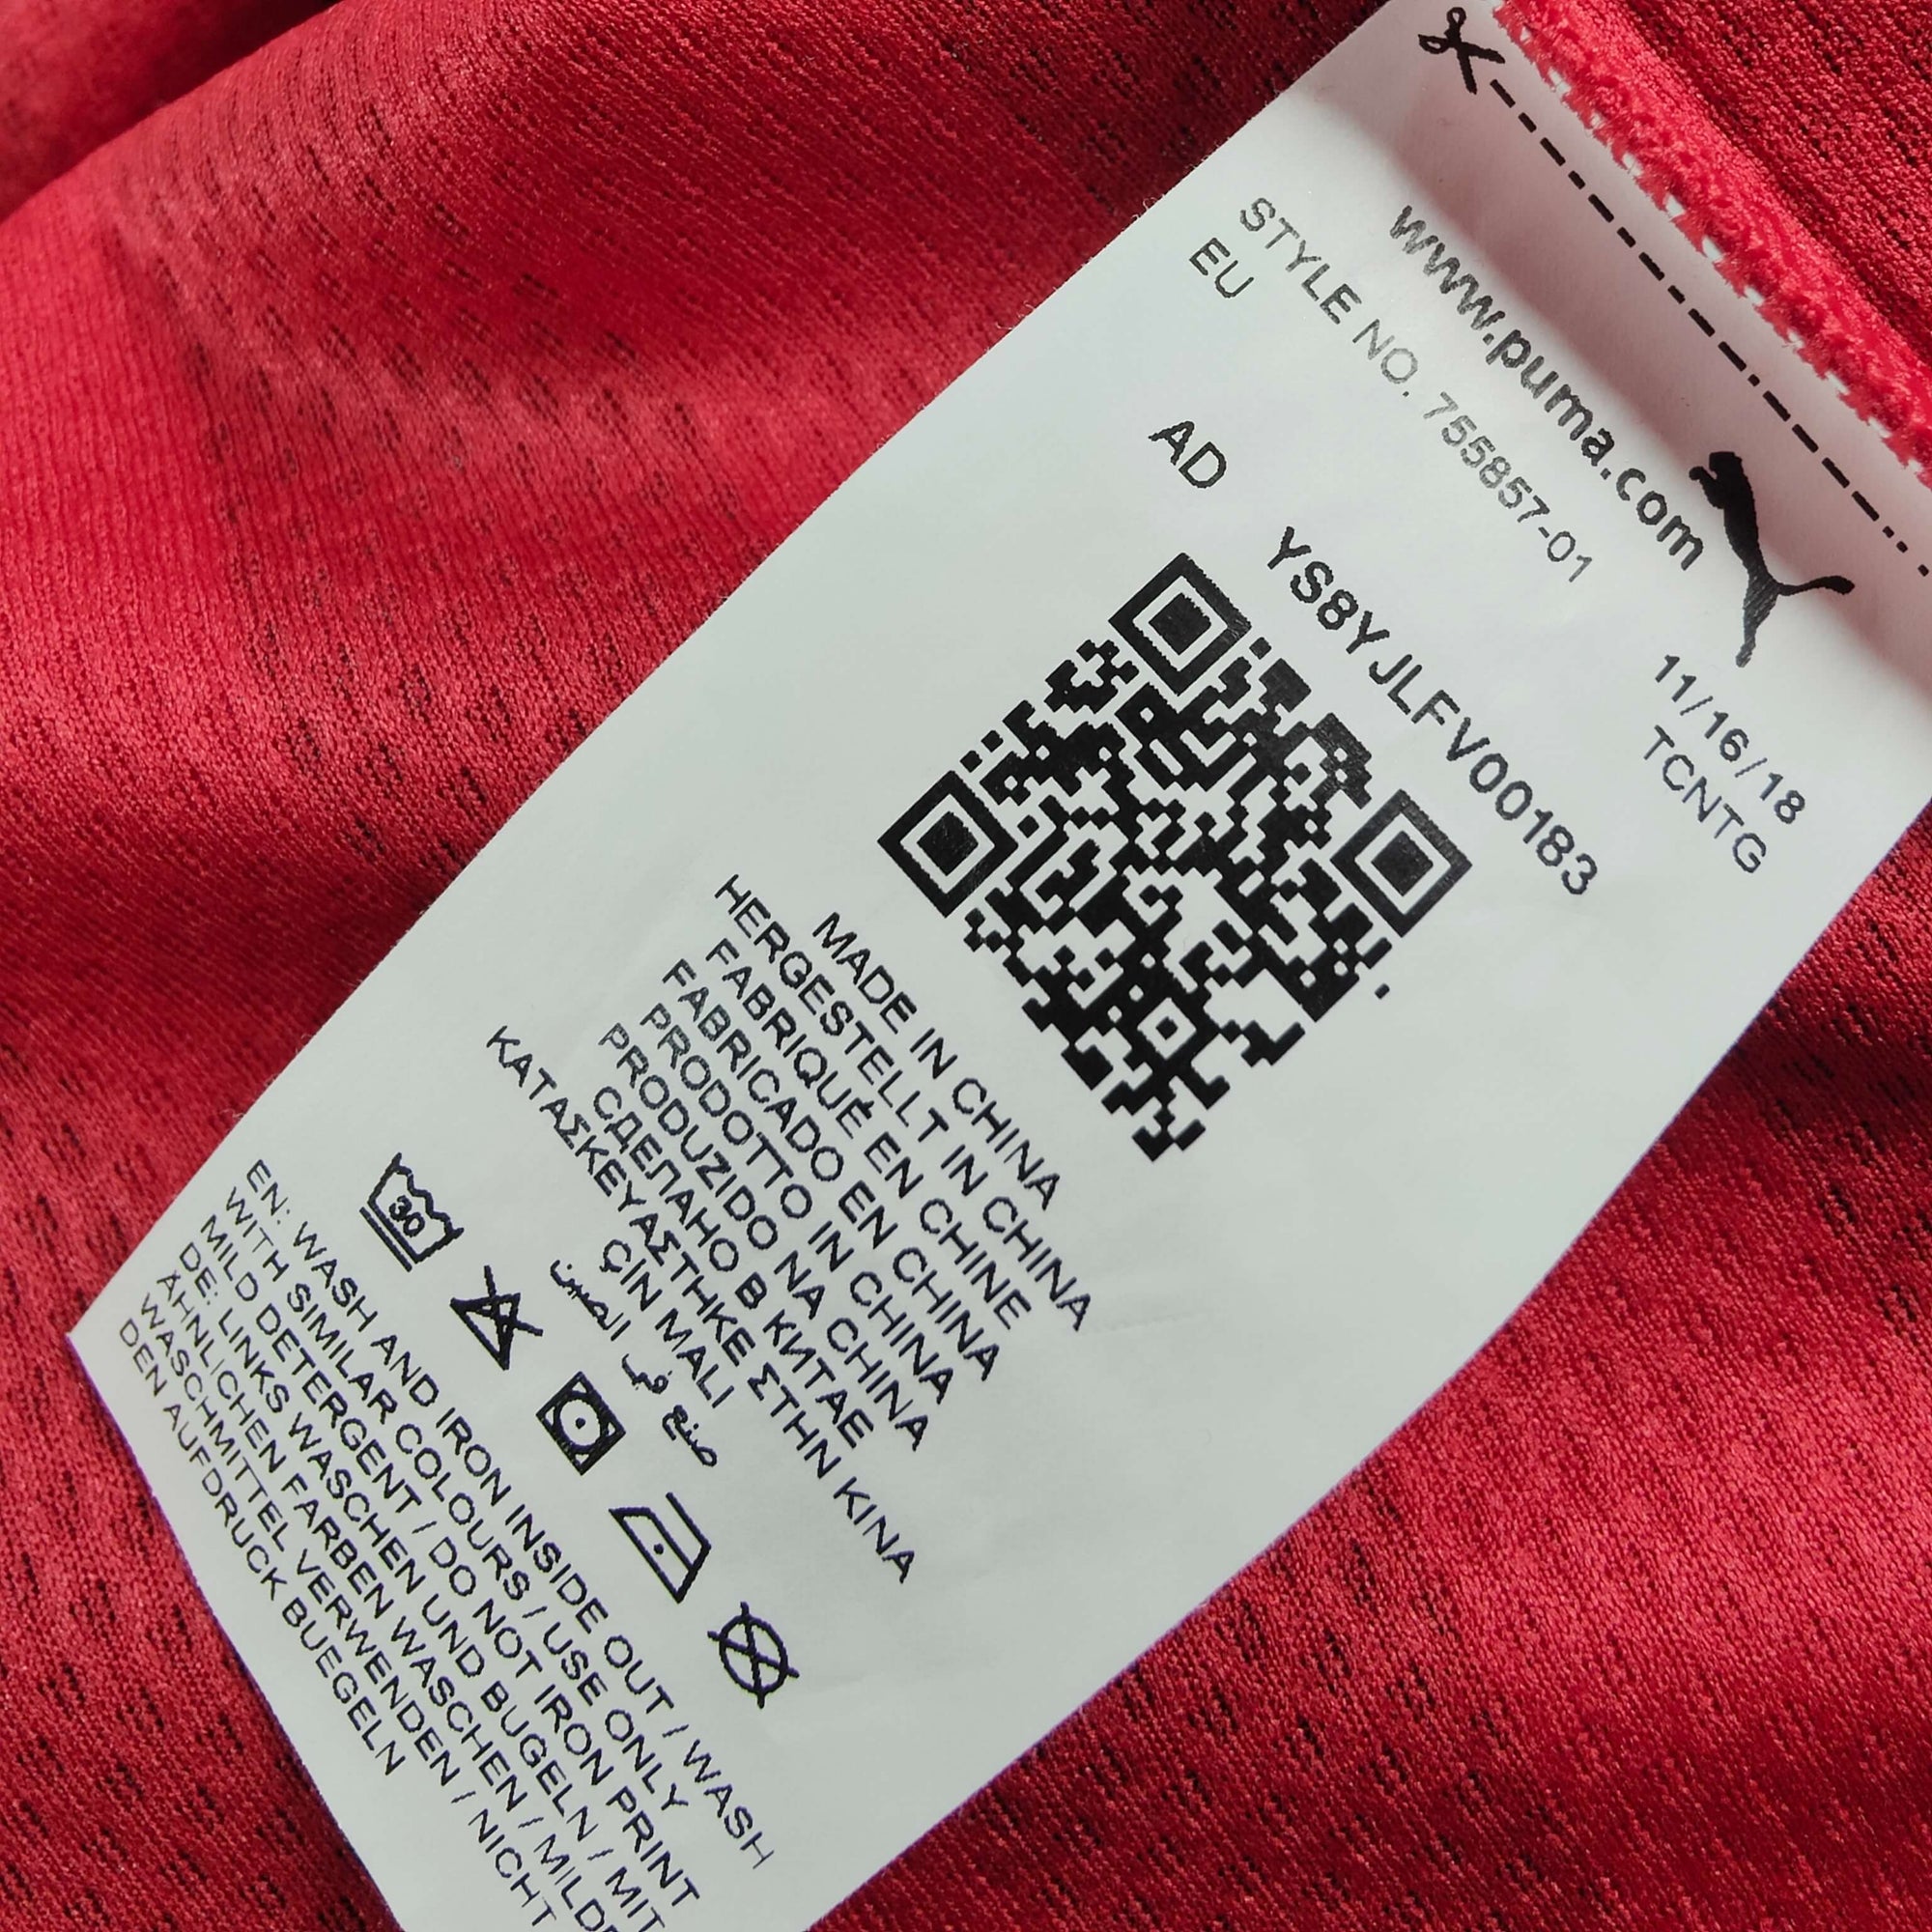 www.puma.com
STYLE NO. 755857-01
EU
11/16/18
TCNTG
AD
YS8YJLFV00183
MADE IN CHINA
HERGESTELLT IN CHINA
FABRIQUÉ EN CHINE
FABRICADO EN CHINA
PRODOTTO IN CHINA
PRODUZIDO NA CHINA
СДЕЛАНО В КИТАЕ
ΚΑΤΑΣΚΕΥΑΣΤΗΚΕ ΣΤΗΝ ΚΙΝΑ
ÇIN MALI
صنع في الصين
30
EN: WASH AND IRON INSIDE OUT / WASH
WITH SIMILAR COLOURS / USE ONLY
MILD DETERGENT / DO NOT IRON PRINT
DE: LINKS WASCHEN UND BUGELN / MIT
ÄHNLICHEN FARBEN WASCHEN / MILDE
WASCHMITTEL VERWENDEN / NICHT
DEN AUFDRUCK BUEGELN